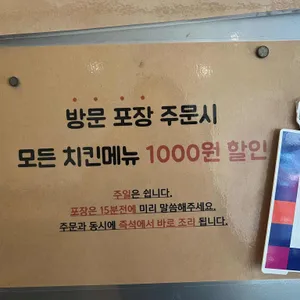 방문 포장 주문시
모든 치킨메뉴 1000원 할인
주일은 쉽니다.
포장은 15분전에 미리 말씀해주세요.
주문과 동시에 즉석에서 바로 조리 됩니다.